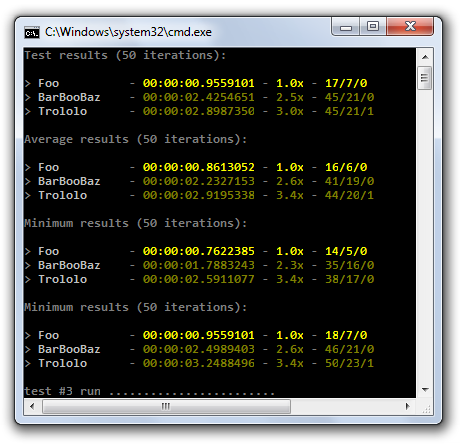 C:\Windows\system32\cmd.exe
Test results (50 iterations):
> Foo - 00:00:00.9559101 - 1.0x - 17/7/0
> BarBooBaz - 00:00:02.4254651 - 2.5x - 45/21/0
> Trololo - 00:00:02.8987350 - 3.0x - 45/21/1
Average results (50 iterations):
> Foo - 00:00:00.8613052 - 1.0x - 16/6/0
> BarBooBaz - 00:00:02.2327153 - 2.6x - 41/19/0
> Trololo - 00:00:02.9195338 - 3.4x - 44/20/1
Minimum results (50 iterations):
> Foo - 00:00:00.7622385 - 1.0x - 14/5/0
> BarBooBaz - 00:00:01.7883243 - 2.3x - 35/16/0
> Trololo - 00:00:02.5911077 - 3.4x - 38/17/0
Minimum results (50 iterations):
> Foo - 00:00:00.9559101 - 1.0x - 18/7/0
> BarBooBaz - 00:00:02.4989403 - 2.6x - 46/21/0
> Trololo - 00:00:03.2488496 - 3.4x - 50/23/1
test #3 run ........................